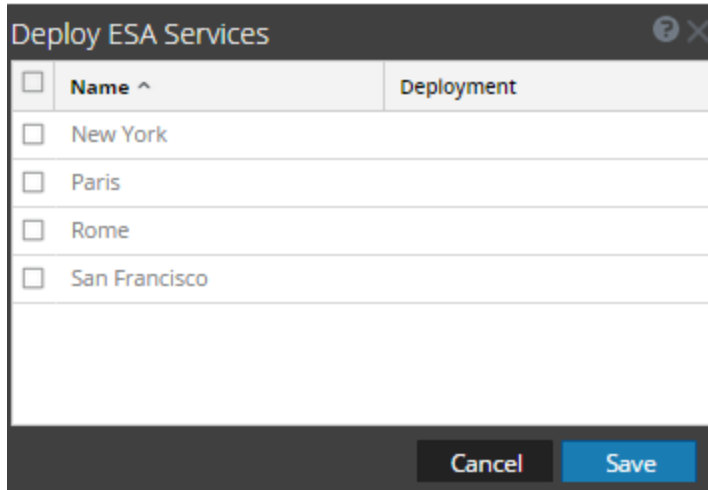 Deploy ESA Services
Name Deployment
New York
Paris
Rome
San Francisco
Cancel Save